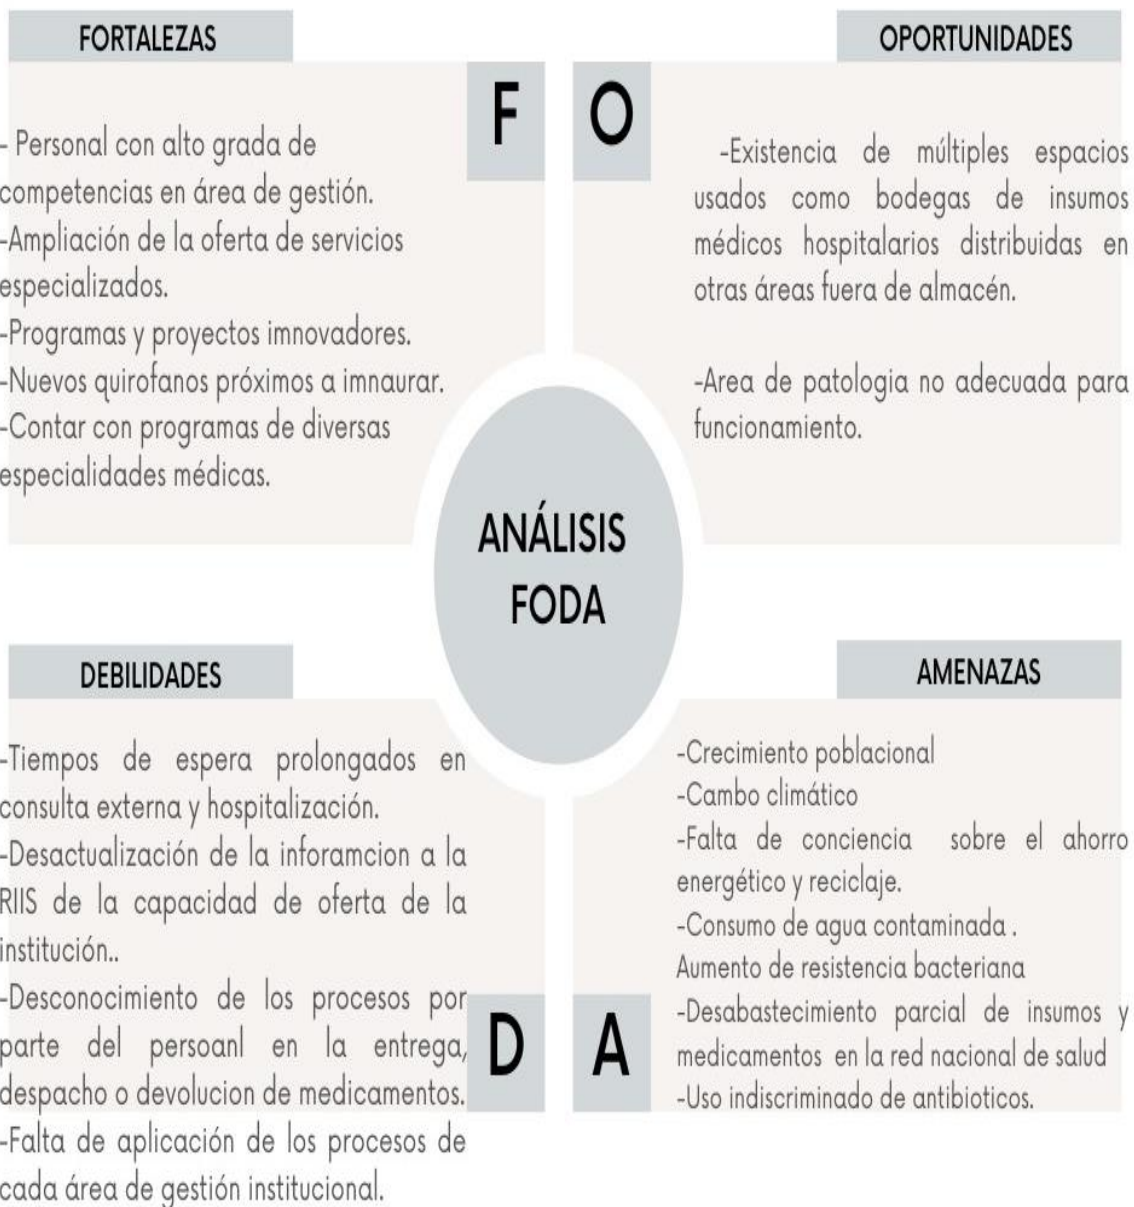 FORTALEZAS
F
- Personal con alto grada de
competencias en área de gestión.
-Ampliación de la oferta de servicios
especializados.
-Programas y proyectos imnovadores.
-Nuevos quirofanos próximos a imnaurar.
-Contar con programas de diversas
especialidades médicas.
OPORTUNIDADES
O
-Existencia de múltiples espacios
usados como bodegas de insumos
médicos hospitalarios distribuidas en
otras áreas fuera de almacén.
-Area de patologia no adecuada para
funcionamiento.
ANÁLISIS
FODA
DEBILIDADES
-Tiempos de espera prolongados en
consulta externa y hospitalización.
-Desactualización de la inforamcion a la
RIIS de la capacidad de oferta de la
institución..
-Desconocimiento de los procesos por
parte del persoanl en la entrega,
despacho o devolucion de medicamentos.
-Falta de aplicación de los procesos de
cada área de gestión institucional.
D
AMENAZAS
-Crecimiento poblacional
-Cambo climático
-Falta de conciencia sobre el ahorro
energético y reciclaje.
-Consumo de agua contaminada .
Aumento de resistencia bacteriana
-Desabastecimiento parcial de insumos y
medicamentos en la red nacional de salud
-Uso indiscriminado de antibioticos.
A